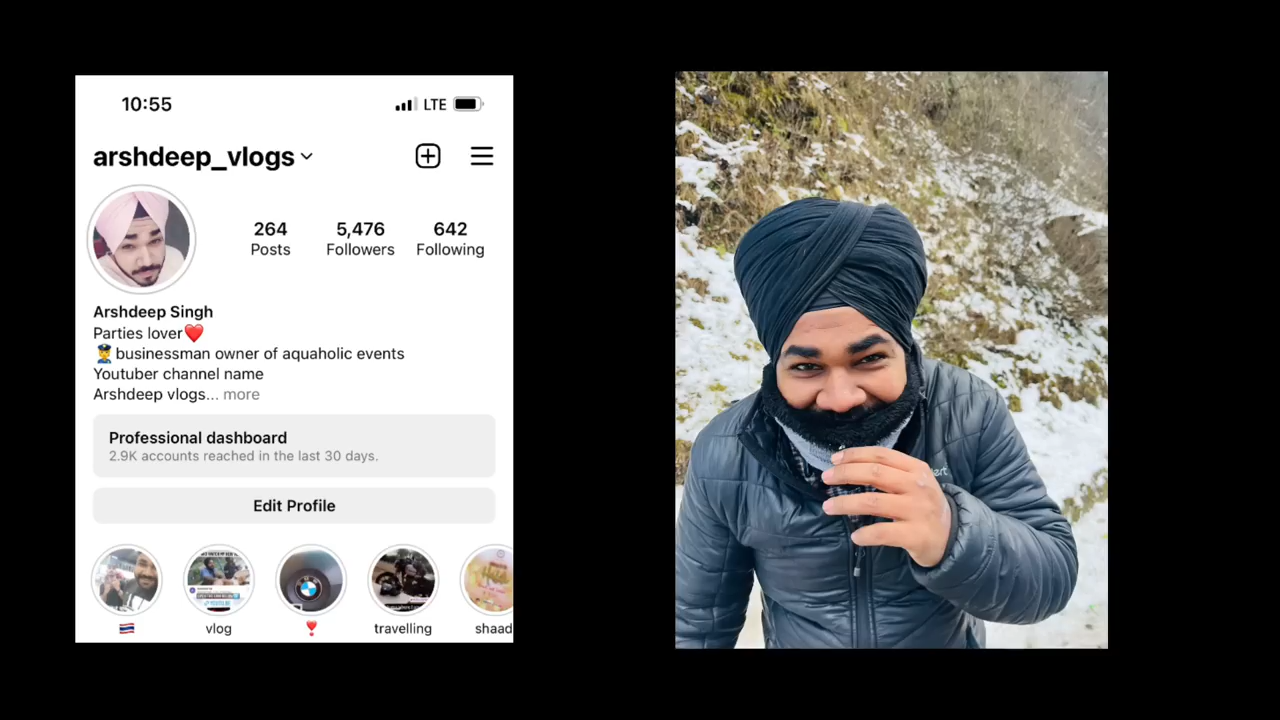 10:55
LTE
arshdeep_vlogs
264 5,476 642
Posts Followers Following
Arshdeep Singh
Parties lover❤️
👮businessman owner of aquaholic events
Youtuber channel name
Arshdeep vlogs... more
Professional dashboard
2.9K accounts reached in the last 30 days.
Edit Profile
🇹🇭 vlog ❣️ travelling shaad